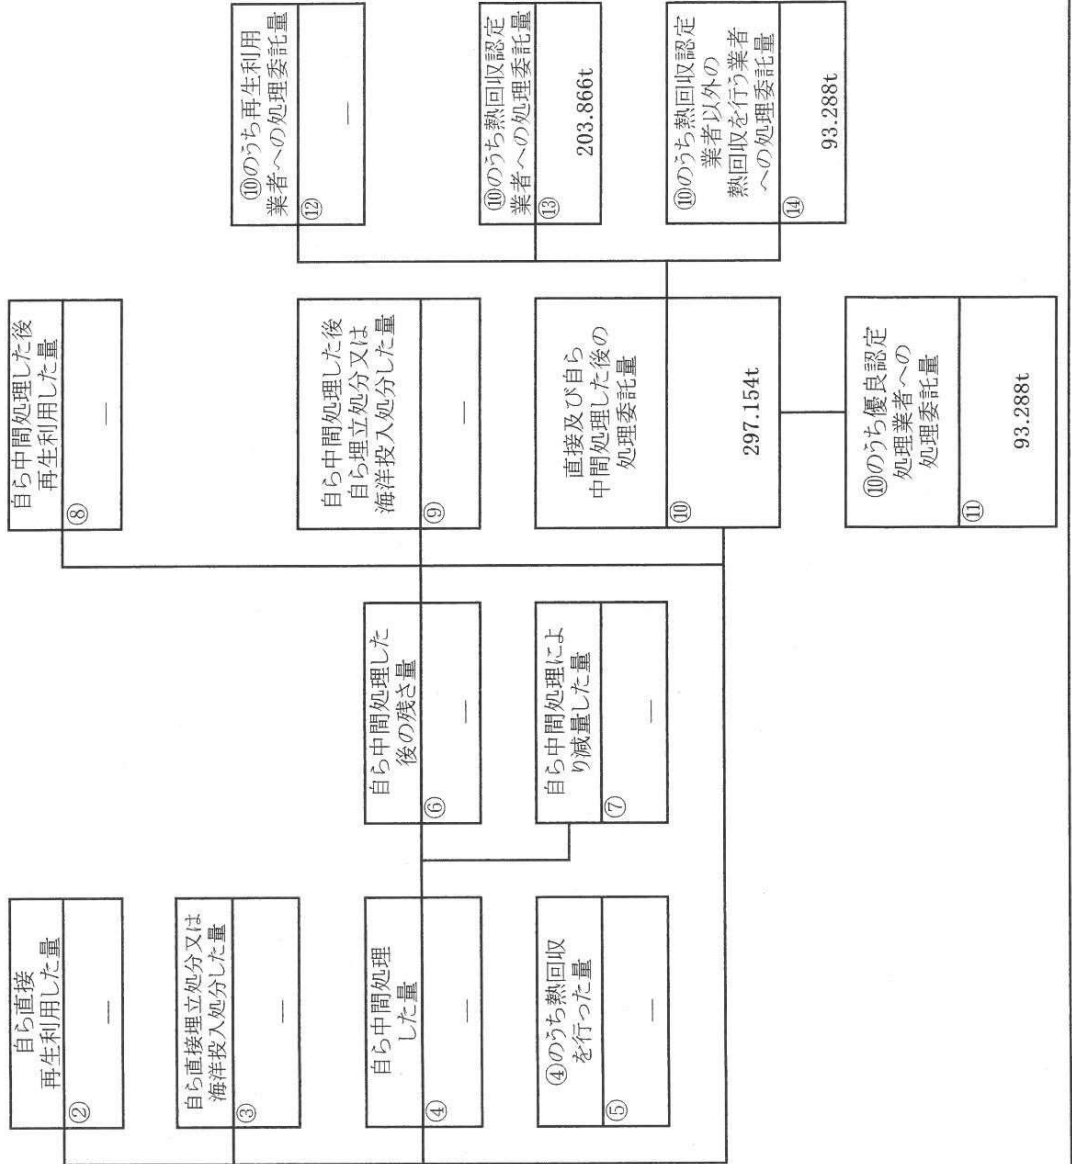 自ら直接
再生利用した量
②
—
自ら直接埋立処分又は
海洋投入処分した量
③
—
自ら中間処理
した量
④
—
④のうち熱回収
を行った量
⑤
—
自ら中間処理した
後の残さ量
⑥
—
自ら中間処理によ
り減量した量
⑦
—
自ら中間処理した後
再生利用した量
⑧
—
自ら中間処理した後
自ら埋立処分又は
海洋投入処分した量
⑨
—
直接及び自ら
中間処理した後の
処理委託量
⑩
297.154t
⑩のうち優良認定
処理業者への
処理委託量
⑪
93.288t
⑩のうち再生利用
業者への処理委託量
⑫
—
⑩のうち熱回収認定
業者への処理委託量
⑬
203.866t
⑩のうち熱回収認定
業者以外の
熱回収を行う業者
への処理委託量
⑭
93.288t